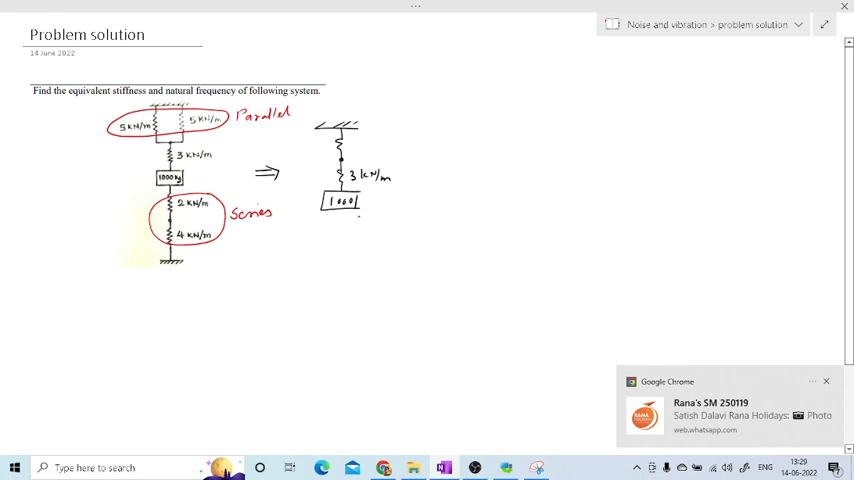 Noise and vibration > problem solution
Problem solution
14 June 2022
Find the equivalent stiffness and natural frequency of following system.
5 KN/m
5 KN/m
Parallel
3 KN/m
1000 kg
2 KN/m
Series
4 KN/m
3 kN/m
1000
Google Chrome
Rana's SM 250119
Satish Dalavi Rana Holidays: Photo
web.whatsapp.com
RANA
Type here to search
ENG
13:29
14-06-2022